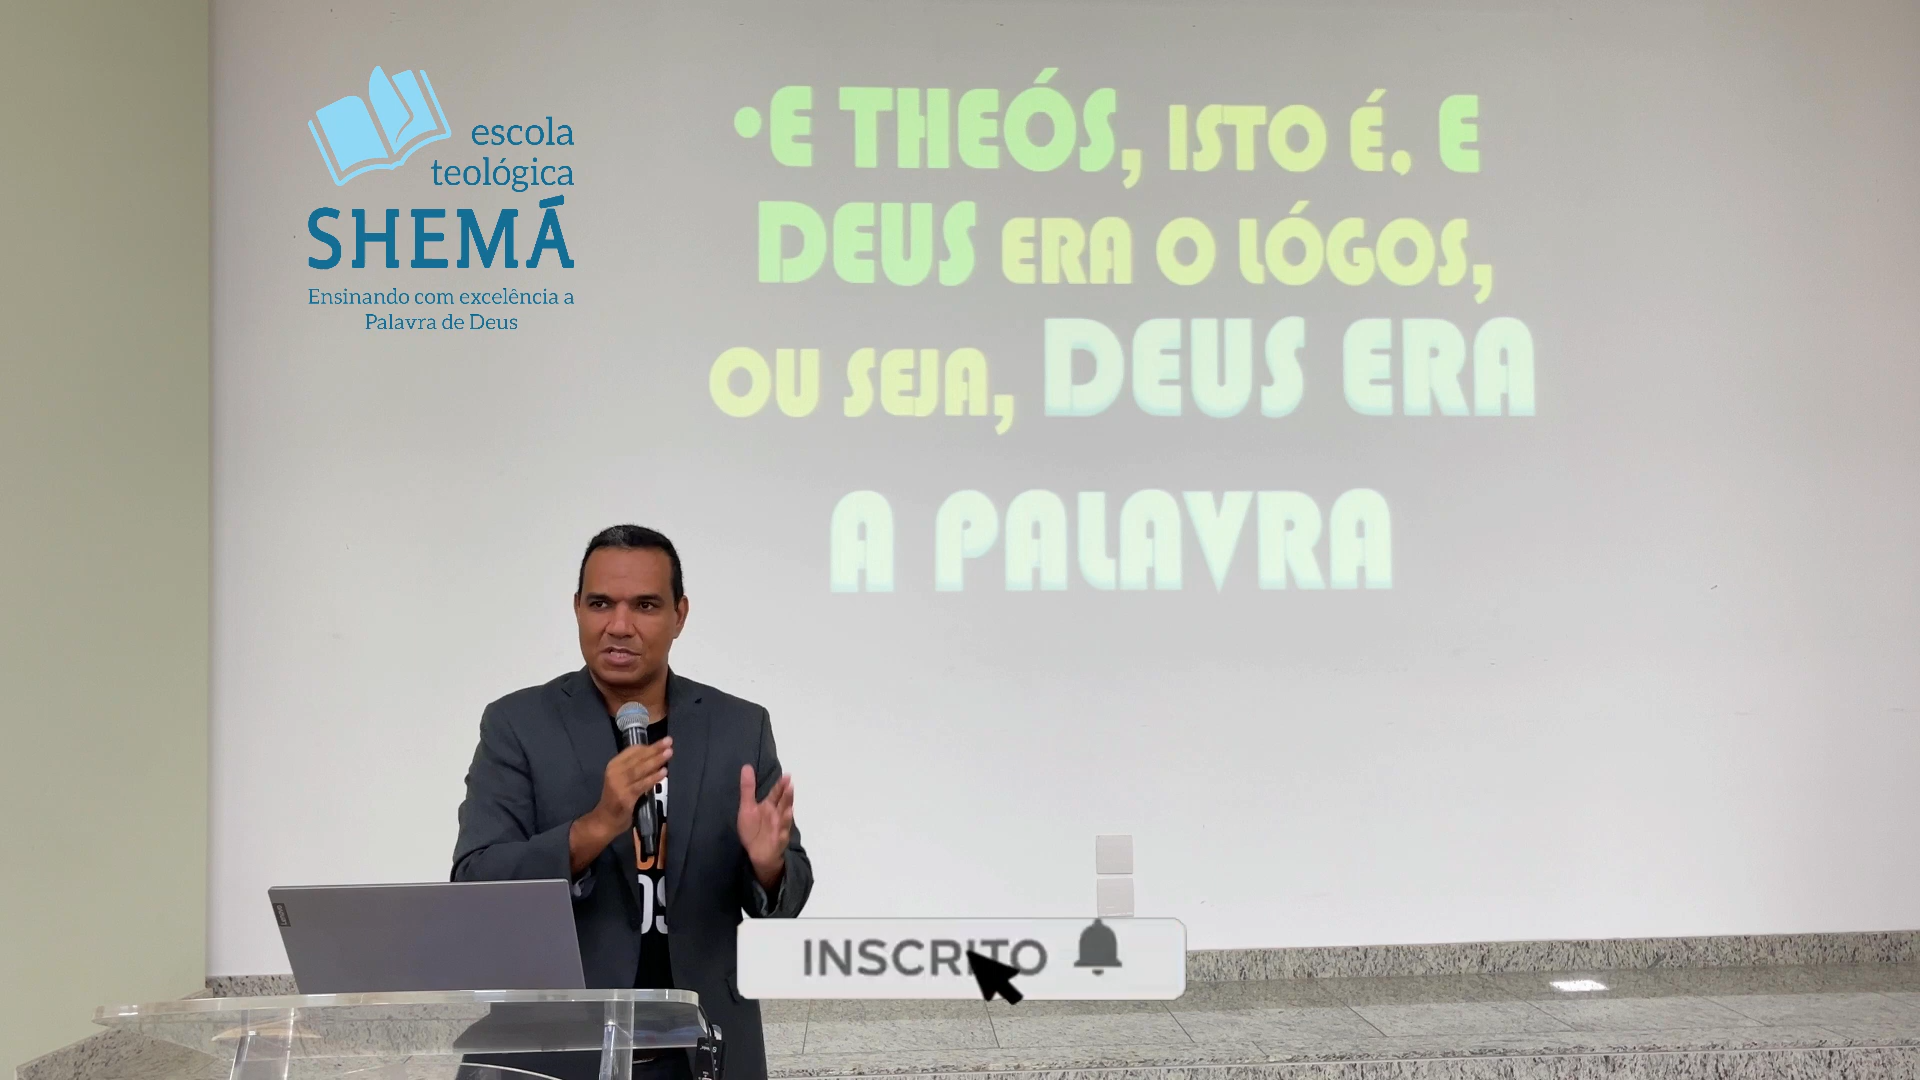 escola
teológica
SHEMÁ
Ensinando com excelência a
Palavra de Deus
•E THEÓS, ISTO É. E
DEUS ERA O LÓGOS,
OU SEJA, DEUS ERA
A PALAVRA
INSCRITO